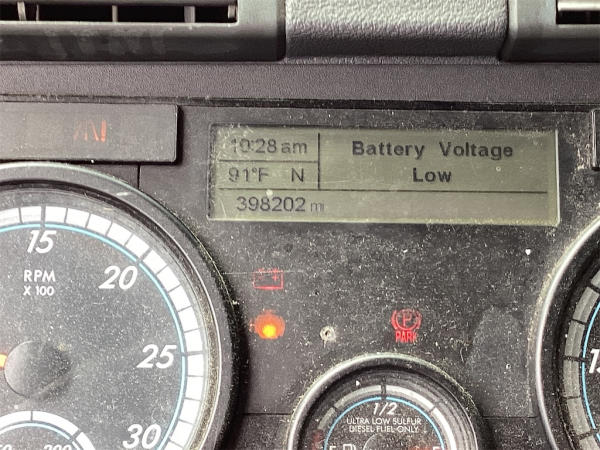 10:28 am
Battery Voltage
Low
91°F N
398202 mi
15
20
25
30
RPM
X 100
PARK
1/2
ULTRA LOW SULFUR
DIESEL FUEL ONLY